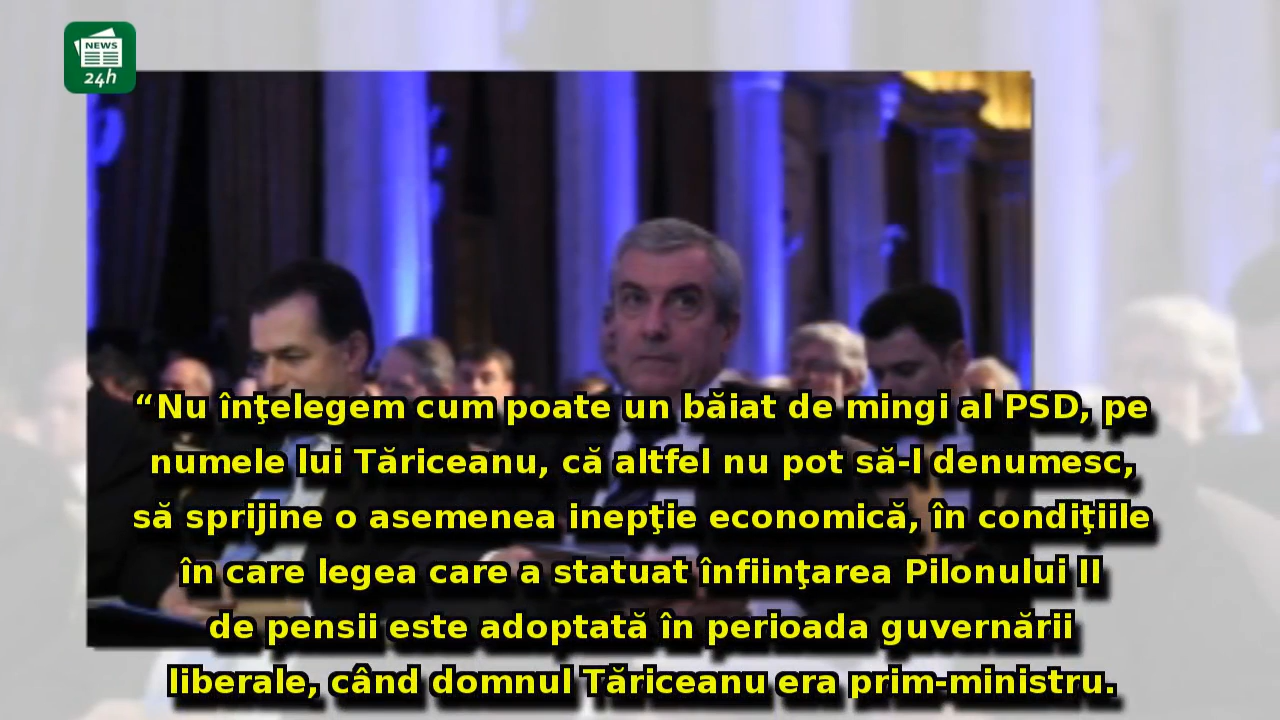 NEWS
24h
“Nu înţelegem cum poate un băiat de mingi al PSD, pe
numele lui Tăriceanu, că altfel nu pot să-l denumesc,
să sprijine o asemenea inepţie economică, în condiţiile
în care legea care a statuat înfiinţarea Pilonului II
de pensii este adoptată în perioada guvernării
liberale, când domnul Tăriceanu era prim-ministru.